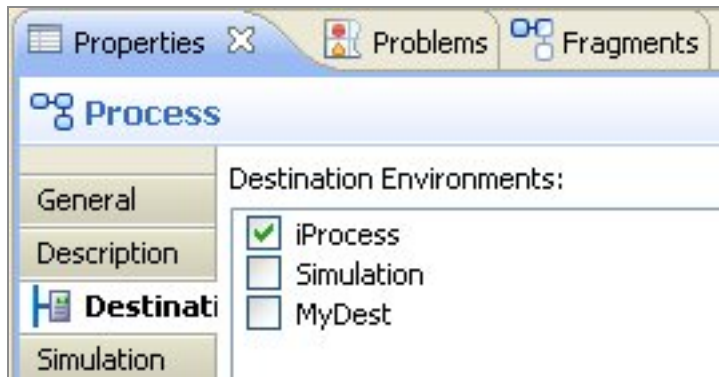 Properties Problems Fragments
Process
General
Description
Destinati
Simulation
Destination Environments:
iProcess
Simulation
MyDest